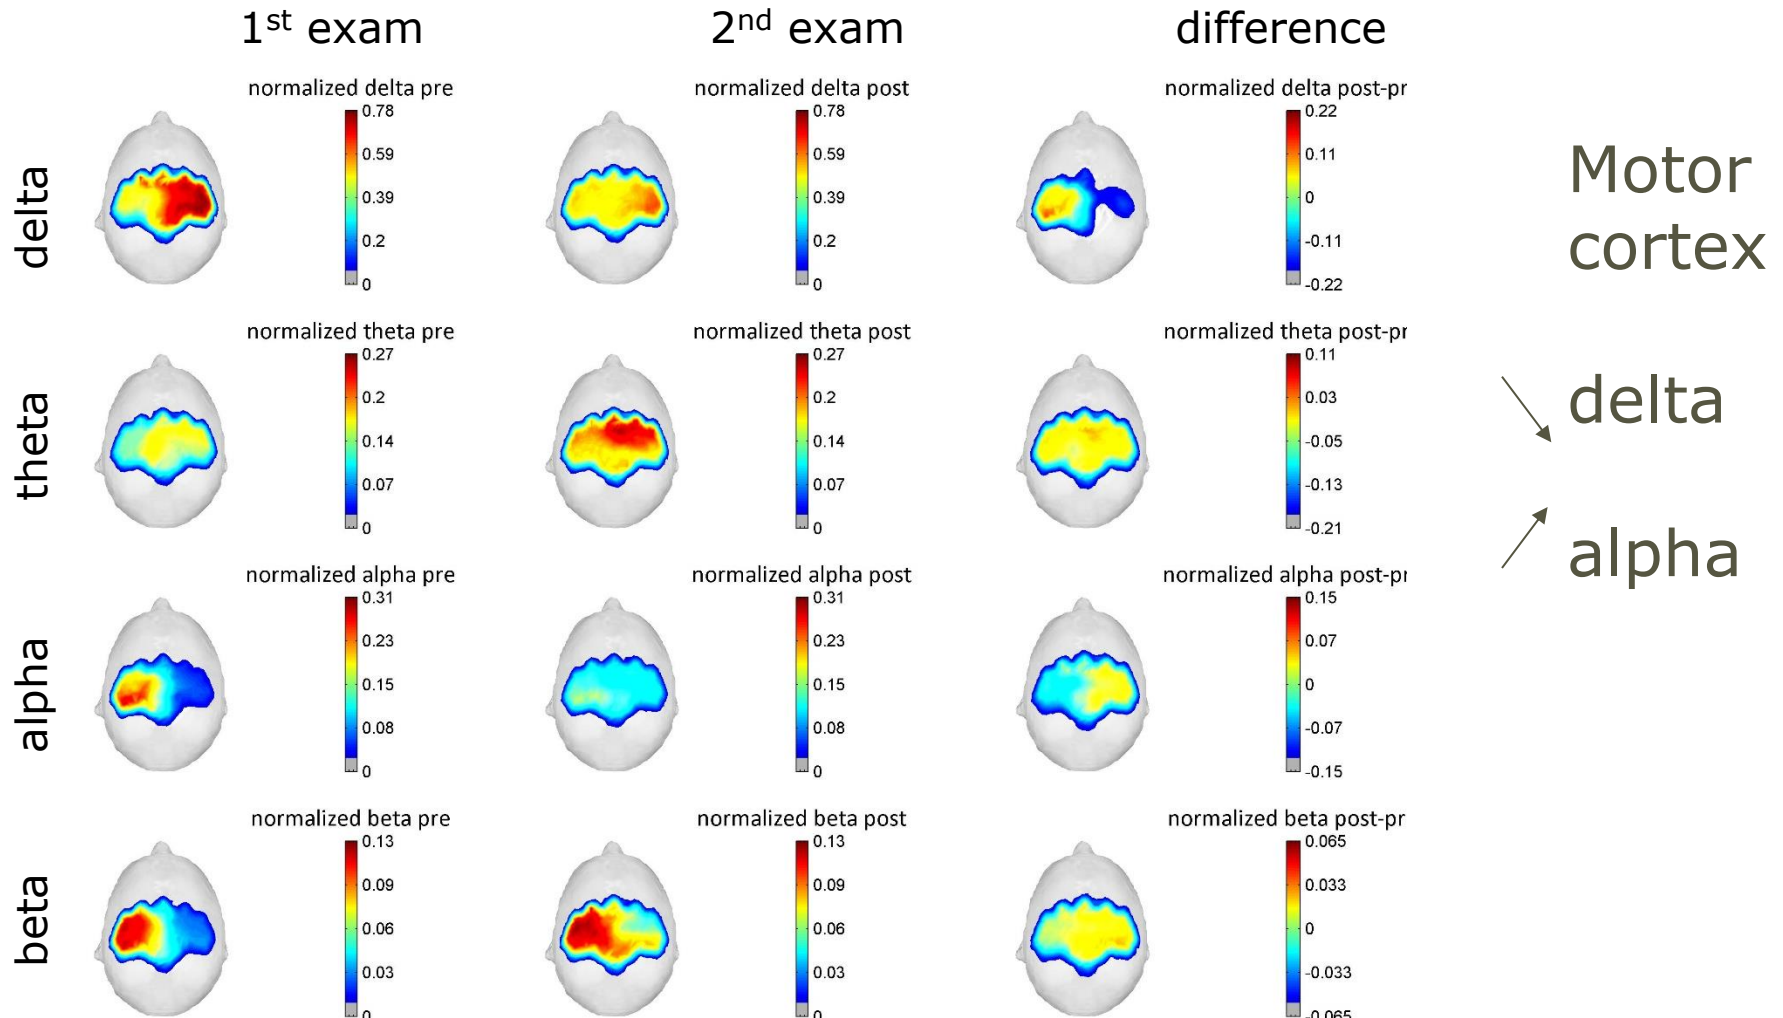 1st exam
2nd exam
difference
delta
normalized delta pre
0.78
0.59
0.39
0.2
0
normalized delta post
0.78
0.59
0.39
0.2
0
normalized delta post-pr
0.22
0.11
0
-0.11
-0.22
theta
normalized theta pre
0.27
0.2
0.14
0.07
0
normalized theta post
0.27
0.2
0.14
0.07
0
normalized theta post-pr
0.11
0.03
-0.05
-0.13
-0.21
alpha
normalized alpha pre
0.31
0.23
0.15
0.08
0
normalized alpha post
0.31
0.23
0.15
0.08
0
normalized alpha post-pr
0.15
0.07
0
-0.07
-0.15
beta
normalized beta pre
0.13
0.09
0.06
0.03
0
normalized beta post
0.13
0.09
0.06
0.03
0
normalized beta post-pr
0.065
0.033
0
-0.033
-0.065
Motor
cortex
delta
alpha